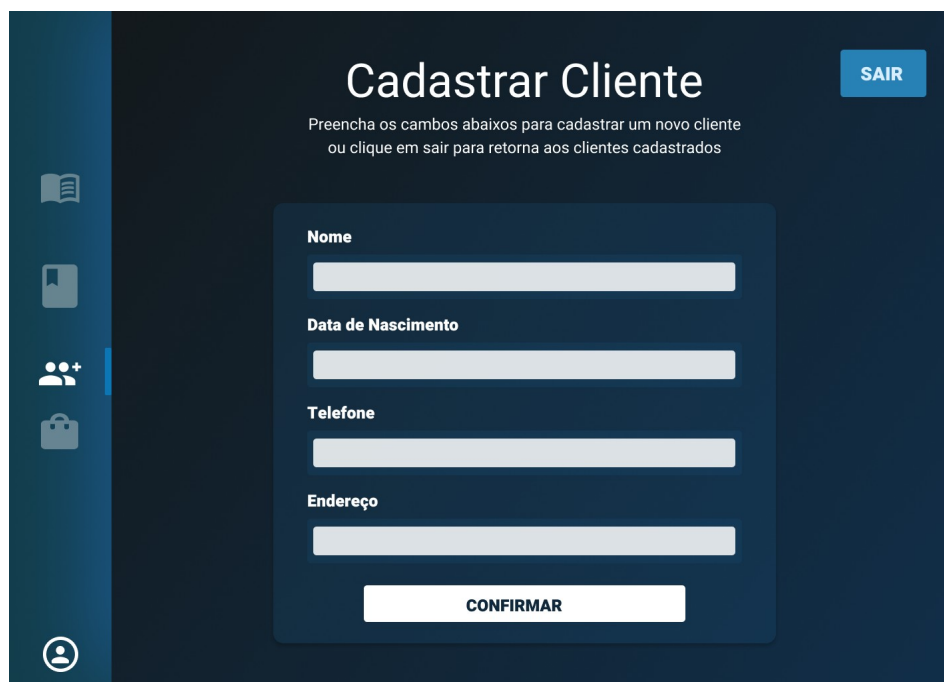 Cadastrar Cliente
SAIR
Preencha os cambos abaixos para cadastrar um novo cliente
ou clique em sair para retorna aos clientes cadastrados
Nome
Data de Nascimento
Telefone
Endereço
CONFIRMAR